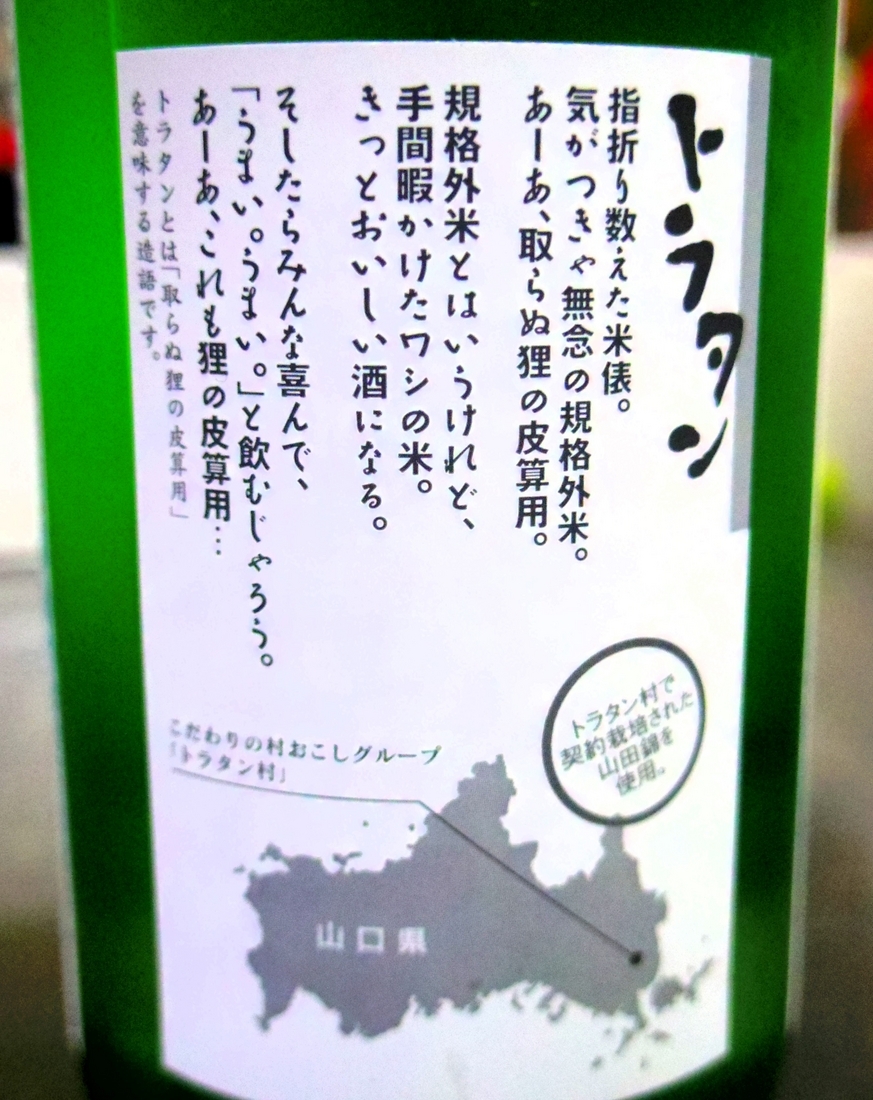 トラタン
指折り数えた米俵。
気がつきゃ無念の規格外米。
あーあ、取らぬ狸の皮算用。
規格外米とはいうけれど、
手間暇かけたワシの米。
きっとおいしい酒になる。
そしたらみんな喜んで、
「うまい。うまい。」と飲むじゃろう。
あーあ、これも狸の皮算用…
トラタンとは「取らぬ狸の皮算用」
を意味する造語です。
トラタン村で
契約栽培された
山田錦を
使用。
こだわりの村おこしグループ
「トラタン村」
山口県